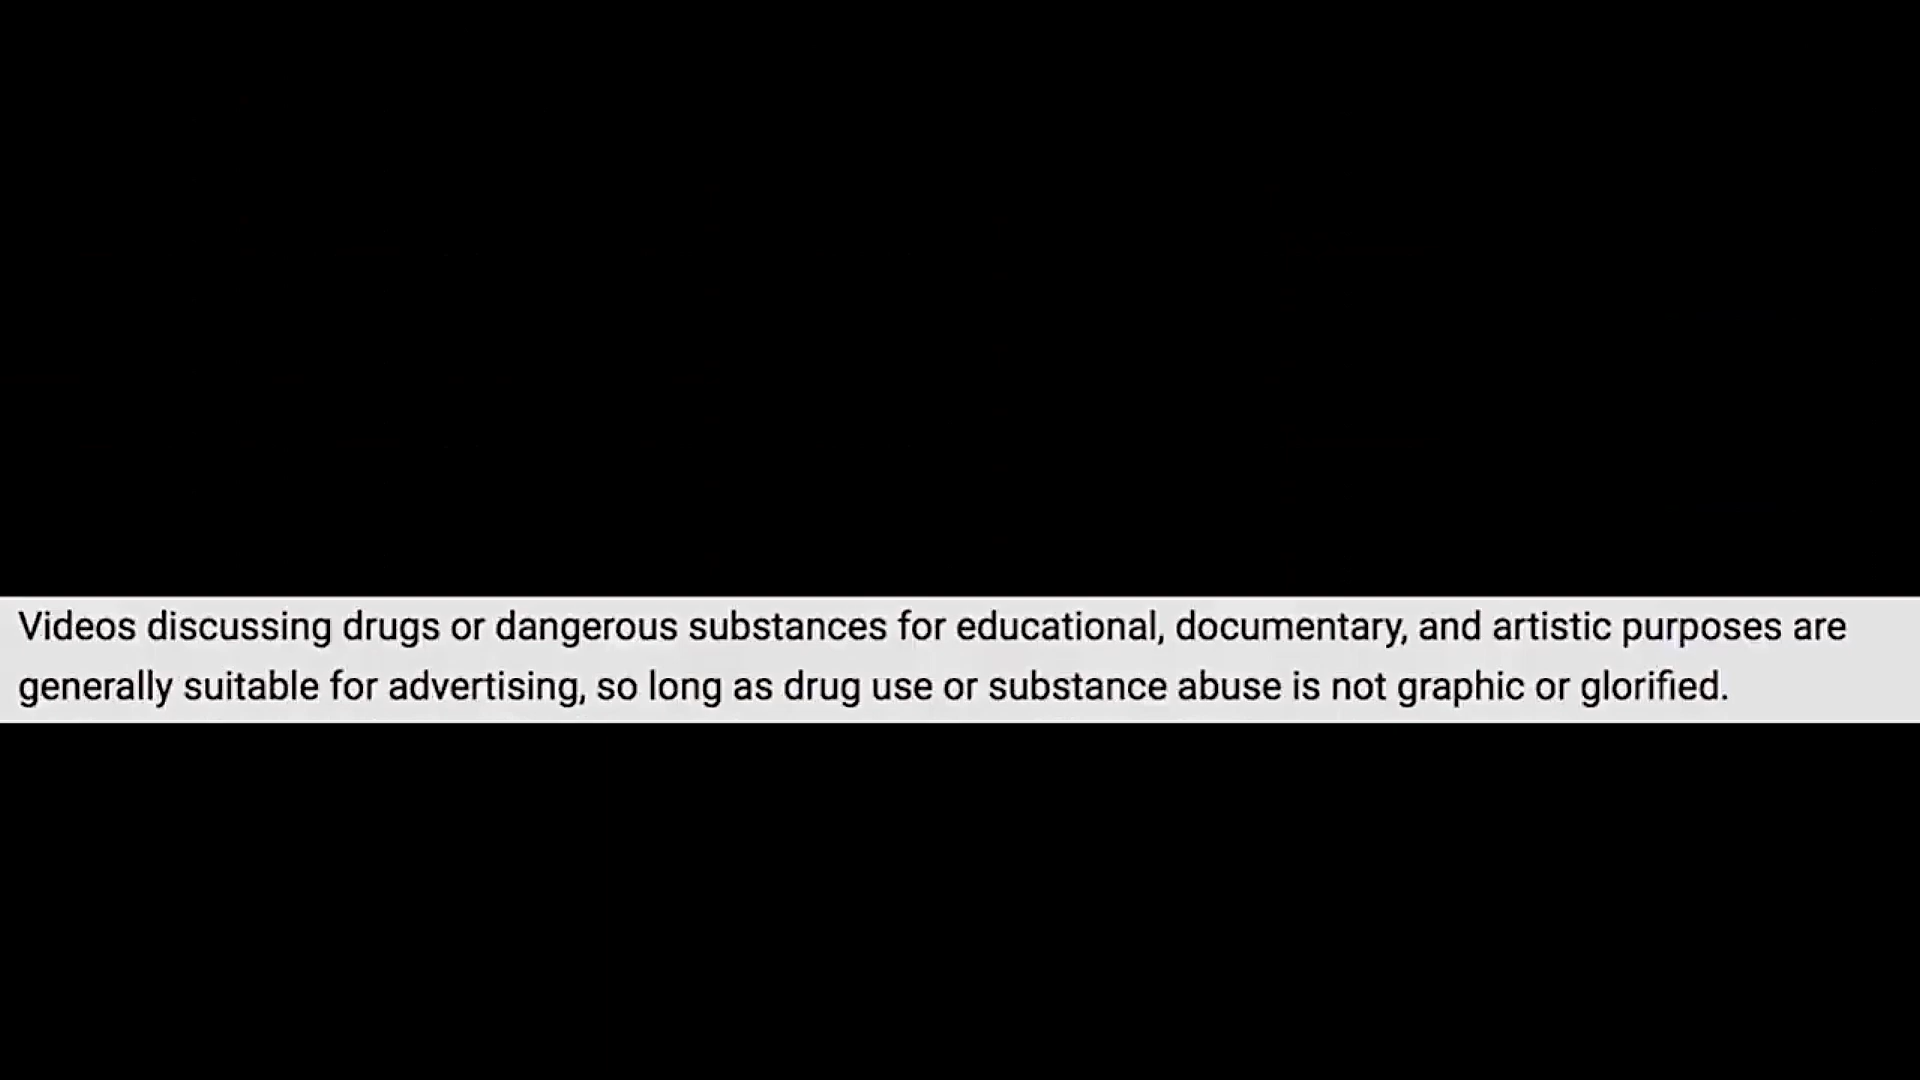 Videos discussing drugs or dangerous substances for educational, documentary, and artistic purposes are
generally suitable for advertising, so long as drug use or substance abuse is not graphic or glorified.